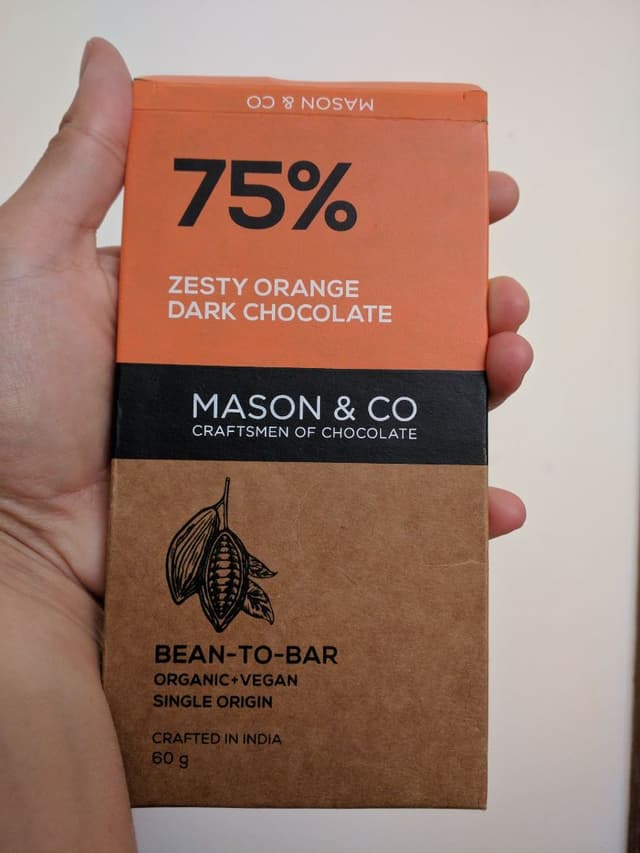 MASON & CO
75%
ZESTY ORANGE
DARK CHOCOLATE
MASON & CO
CRAFTSMEN OF CHOCOLATE
BEAN-TO-BAR
ORGANIC+VEGAN
SINGLE ORIGIN
CRAFTED IN INDIA
60 g